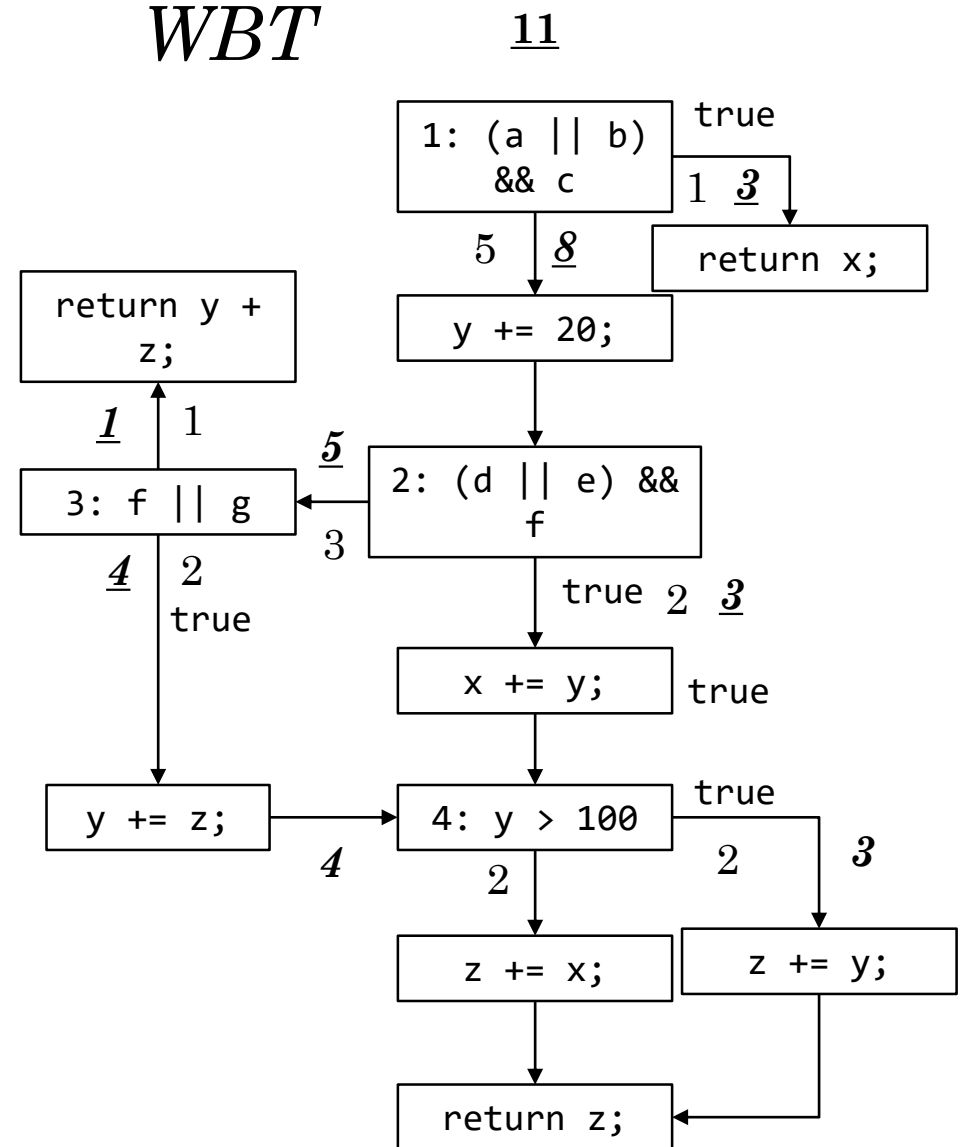 WBT
11
1: (a || b)
&& c
true
1 3
return x;
5 8
y += 20;
return y +
z;
1 1
5
3: f || g
2: (d || e) &&
f
3
4 2
true
true 2 3
x += y;
true
y += z;
4
4: y > 100
true
2
2 3
z += x;
z += y;
return z;